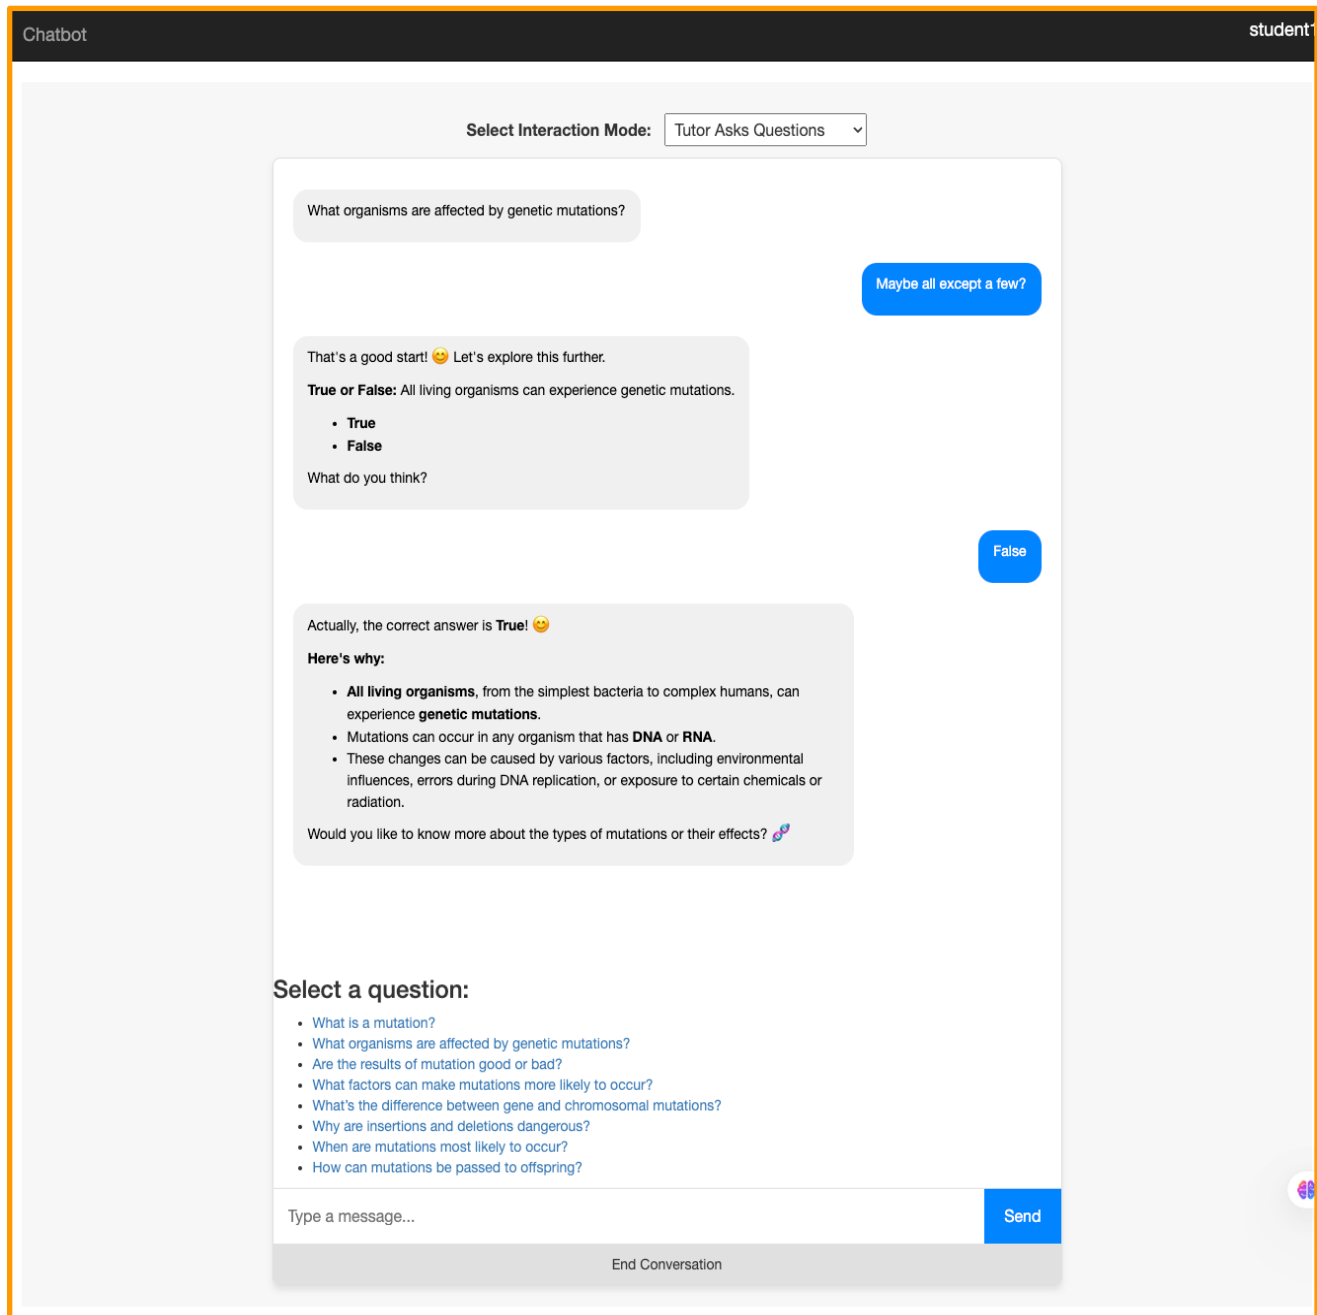 Chatbot
student1
Select Interaction Mode: Tutor Asks Questions
What organisms are affected by genetic mutations?
Maybe all except a few?
That's a good start! 😊 Let's explore this further.
True or False: All living organisms can experience genetic mutations.
• True
• False
What do you think?
False
Actually, the correct answer is True! 😊
Here's why:
• All living organisms, from the simplest bacteria to complex humans, can
experience genetic mutations.
• Mutations can occur in any organism that has DNA or RNA.
• These changes can be caused by various factors, including environmental
influences, errors during DNA replication, or exposure to certain chemicals or
radiation.
Would you like to know more about the types of mutations or their effects? 🧬
Select a question:
• What is a mutation?
• What organisms are affected by genetic mutations?
• Are the results of mutation good or bad?
• What factors can make mutations more likely to occur?
• What’s the difference between gene and chromosomal mutations?
• Why are insertions and deletions dangerous?
• When are mutations most likely to occur?
• How can mutations be passed to offspring?
Type a message...
Send
End Conversation